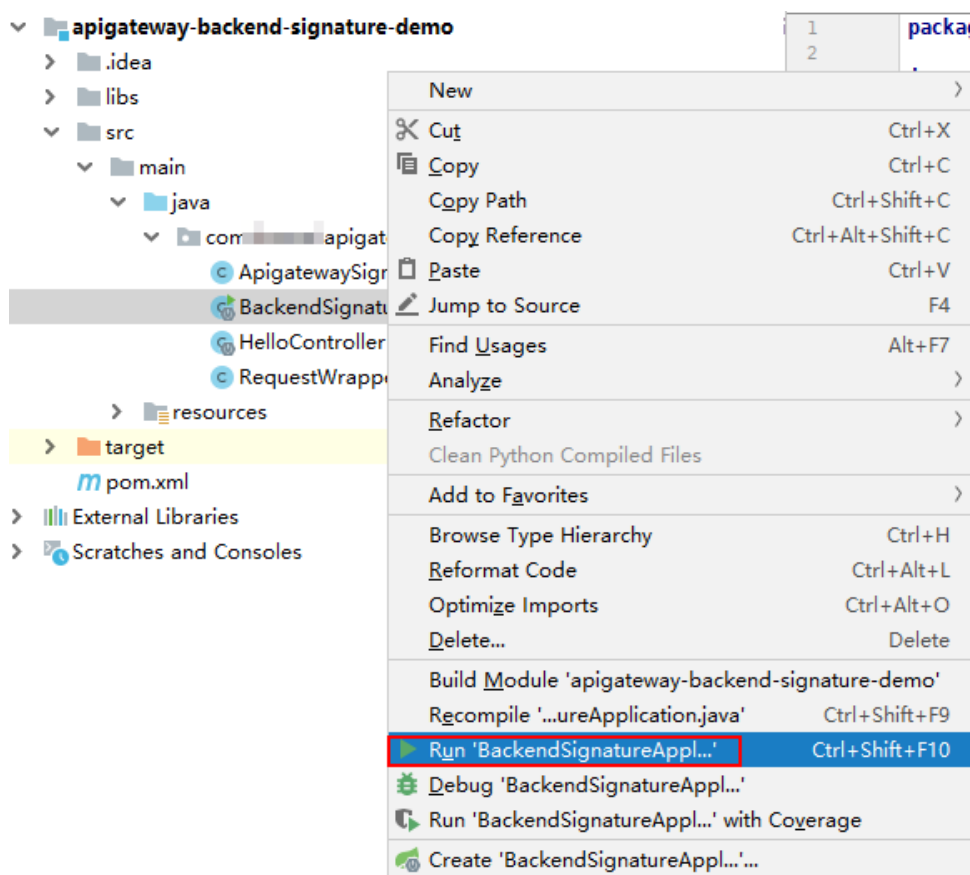 apigateway-backend-signature-demo
.idea
libs
src
main
java
com apigat
ApigatewaySigr
BackendSignatu
HelloController
RequestWrappe
resources
target
pom.xml
External Libraries
Scratches and Consoles
1 packag
2
New
Cut Ctrl+X
Copy Ctrl+C
Copy Path Ctrl+Shift+C
Copy Reference Ctrl+Alt+Shift+C
Paste Ctrl+V
Jump to Source F4
Find Usages Alt+F7
Analyze
Refactor
Clean Python Compiled Files
Add to Favorites
Browse Type Hierarchy Ctrl+H
Reformat Code Ctrl+Alt+L
Optimize Imports Ctrl+Alt+O
Delete... Delete
Build Module 'apigateway-backend-signature-demo'
Recompile '...ureApplication.java' Ctrl+Shift+F9
Run 'BackendSignatureAppl...' Ctrl+Shift+F10
Debug 'BackendSignatureAppl...'
Run 'BackendSignatureAppl...' with Coverage
Create 'BackendSignatureAppl...'...